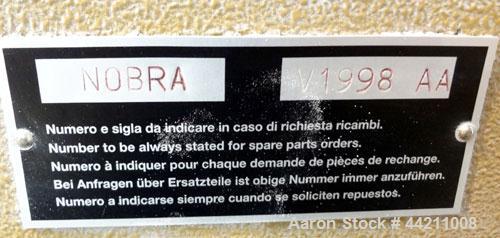 NOBRA V1998 AA
Numero e sigla da indicare in caso di richiesta ricambi.
Number to be always stated for spare parts orders.
Numéro à indiquer pour chaque demande de pièces de rechange.
Bei Anfragen über Ersatzteile ist obige Nummer immer anzuführen.
Numero a indicarse siempre cuando se soliciten repuestos.
Aaron Stock # 44211008